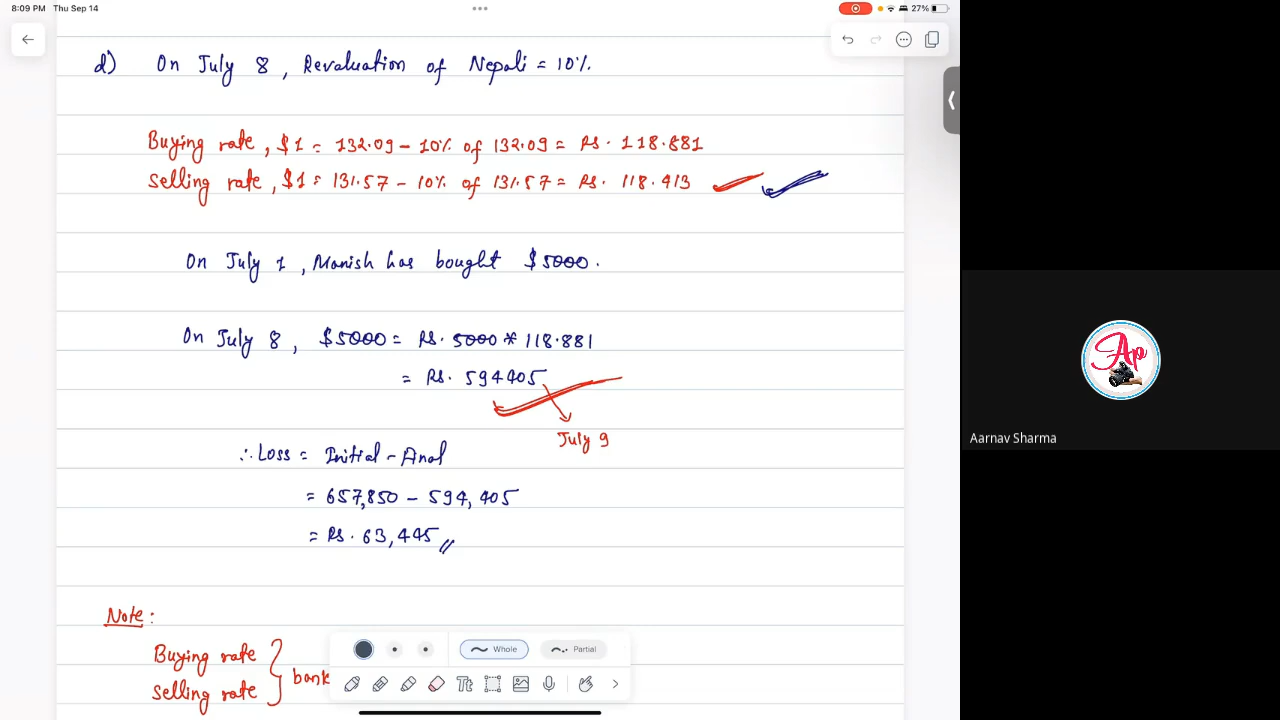 8:09 PM Thu Sep 14
27%
d) On July 8, Revaluation of Nepali = 10%.
Buying rate, $1 = 132.09 - 10% of 132.09 = Rs. 118.881
Selling rate, $1 = 131.57 - 10% of 131.57 = Rs. 118.413
On July 1, Manish has bought $5000.
On July 8, $5000 = Rs. 5000 * 118.881
= Rs. 594405
July 9
∴ Loss = Initial - Final
= 657,850 - 594,405
= Rs. 63,445 //
Note:
Buying rate
Selling rate } bank
Whole
Partial
Tt
Ap
Aarnav Sharma